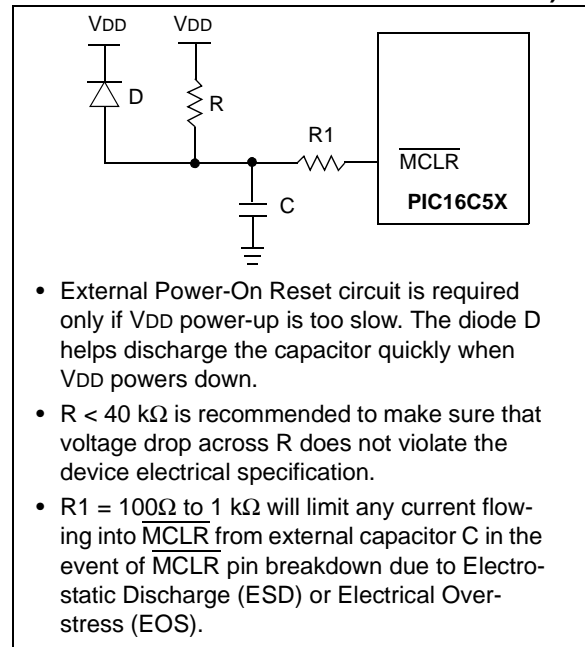 VDD VDD
D
R
R1
MCLR
PIC16C5X
C
• External Power-On Reset circuit is required
only if VDD power-up is too slow. The diode D
helps discharge the capacitor quickly when
VDD powers down.
• R < 40 kΩ is recommended to make sure that
voltage drop across R does not violate the
device electrical specification.
• R1 = 100Ω to 1 kΩ will limit any current flow-
ing into MCLR from external capacitor C in the
event of MCLR pin breakdown due to Electro-
static Discharge (ESD) or Electrical Over-
stress (EOS).